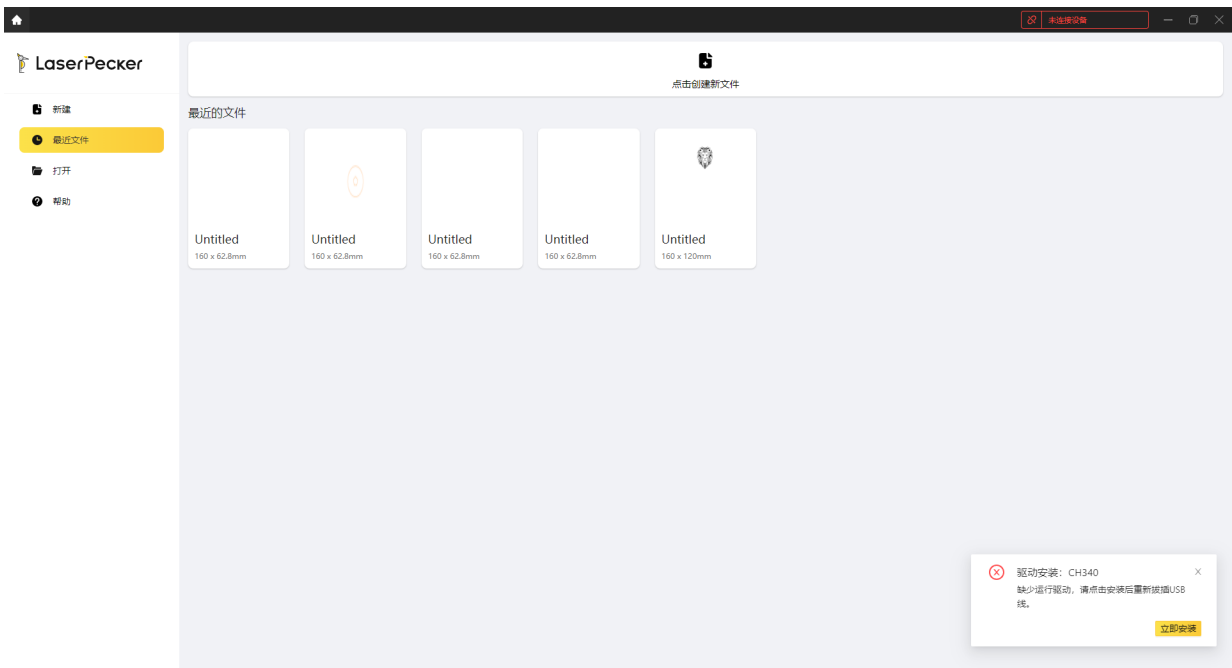 未连接设备
LaserPecker
点击创建新文件
新建
最近文件
打开
帮助
最近的文件
Untitled
160 x 62.8mm
Untitled
160 x 62.8mm
Untitled
160 x 62.8mm
Untitled
160 x 62.8mm
Untitled
160 x 120mm
驱动安装：CH340
缺少运行驱动，请点击安装后重新拔插USB
线。
立即安装